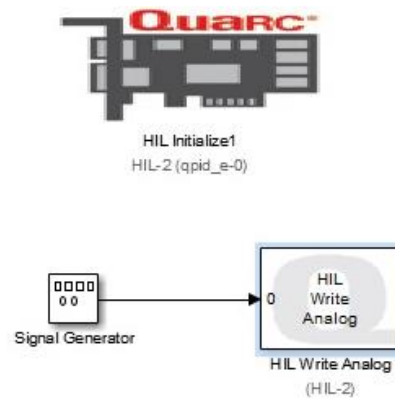 QUARC®
HIL Initialize1
HIL-2 (qpid_e-0)
0
HIL
Write
Analog
Signal Generator
HIL Write Analog
(HIL-2)